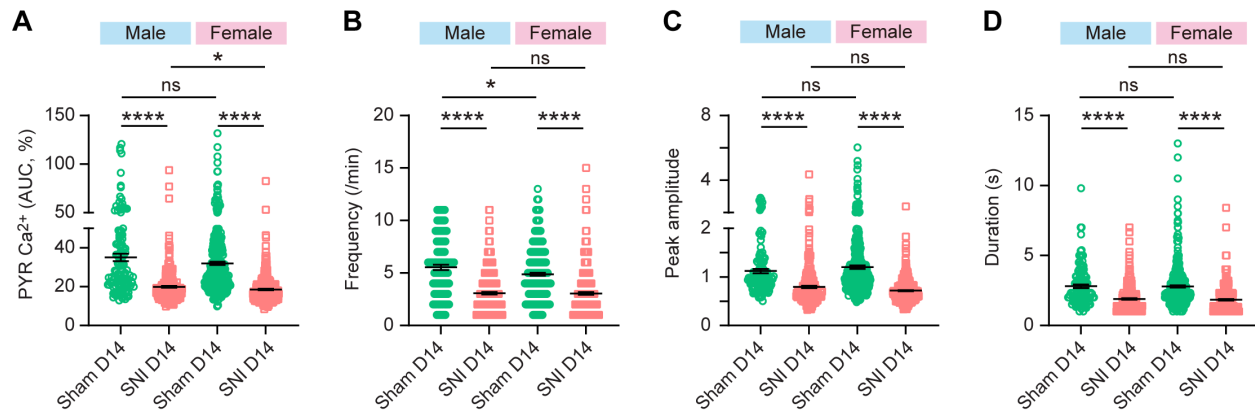 A
Male Female
*
ns
**** ****
PYR Ca²⁺ (AUC, %)
150
100
50
40
20
0
Sham D14
SNI D14
Sham D14
SNI D14
B
Male Female
ns
*
**** ****
Frequency (/min)
20
15
10
5
0
Sham D14
SNI D14
Sham D14
SNI D14
C
Male Female
ns
ns
**** ****
Peak amplitude
8
6
4
2
2
1
1
0
Sham D14
SNI D14
Sham D14
SNI D14
D
Male Female
ns
ns
**** ****
Duration (s)
15
10
5
0
Sham D14
SNI D14
Sham D14
SNI D14